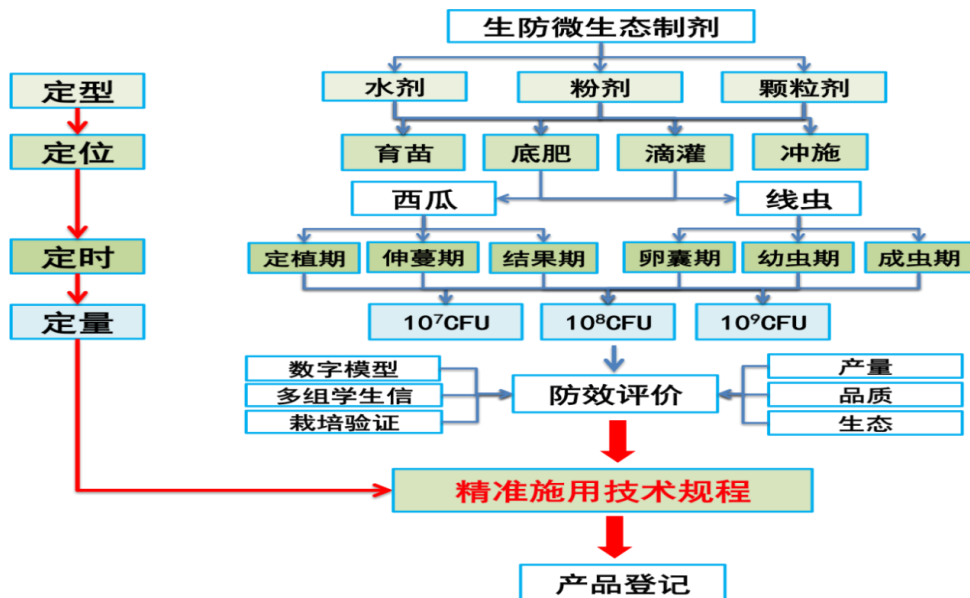 生防微生态制剂
定型
水剂
粉剂
颗粒剂
定位
育苗
底肥
滴灌
冲施
西瓜
线虫
定时
定植期
伸蔓期
结果期
卵囊期
幼虫期
成虫期
定量
10⁷CFU
10⁸CFU
10⁹CFU
数字模型
多组学生信
栽培验证
防效评价
产量
品质
生态
精准施用技术规程
产品登记